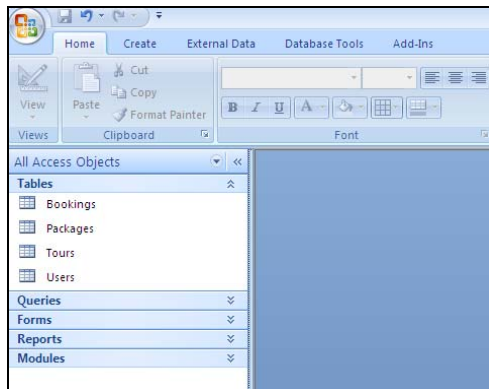 Home Create External Data Database Tools Add-Ins
View
Paste
Cut
Copy
Format Painter
B I U A
Views Clipboard Font
All Access Objects
Tables
Bookings
Packages
Tours
Users
Queries
Forms
Reports
Modules